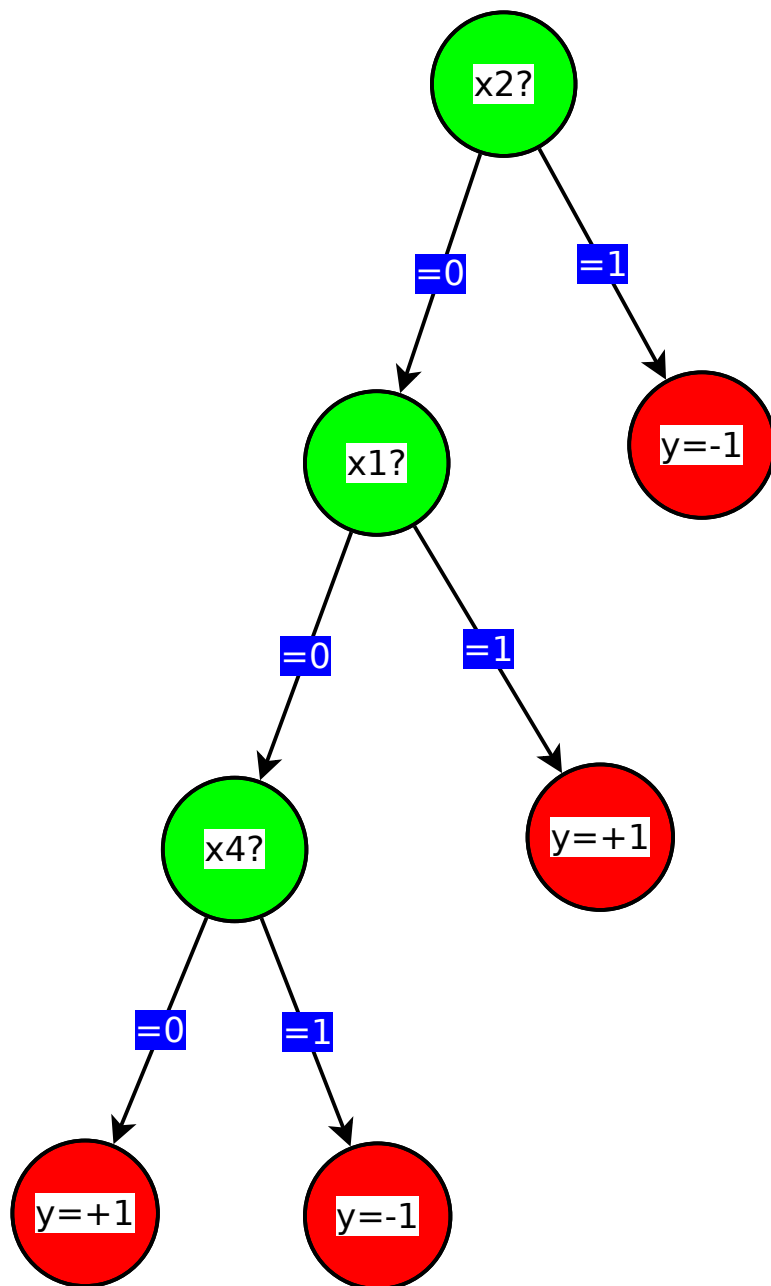 x2?
=0
=1
x1?
y=-1
=0
=1
x4?
y=+1
=0
=1
y=+1
y=-1